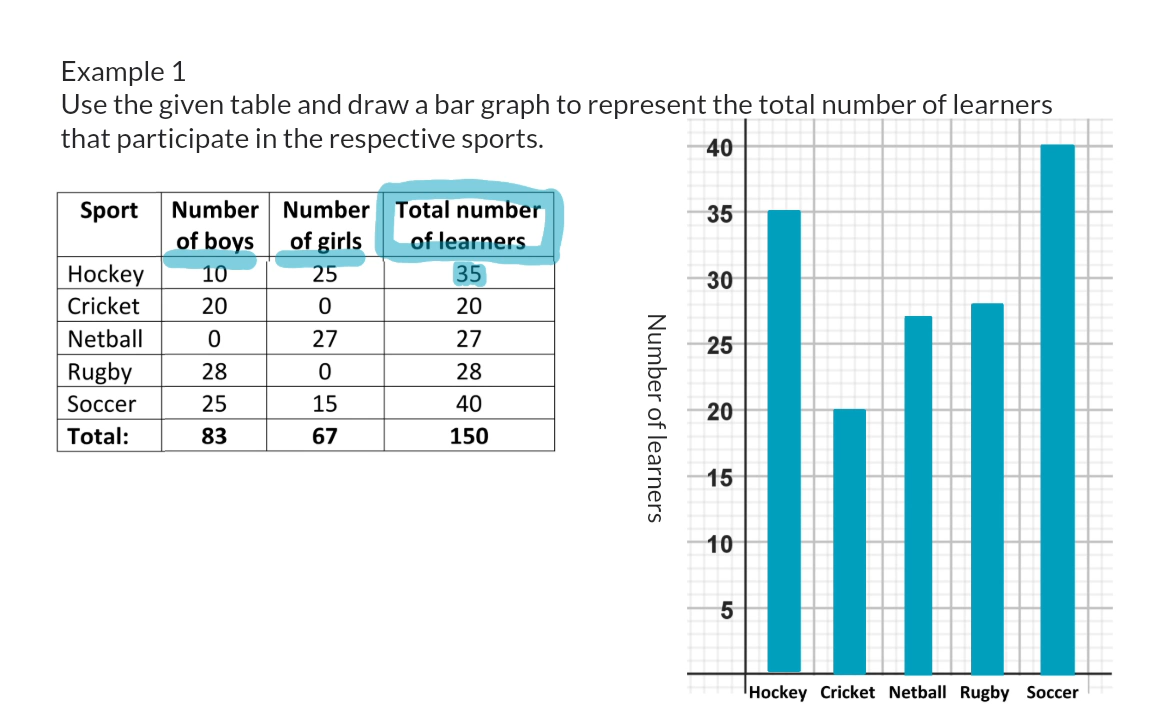 Example 1
Use the given table and draw a bar graph to represent the total number of learners
that participate in the respective sports.
Sport Number of boys Number of girls Total number of learners
Hockey 10 25 35
Cricket 20 0 20
Netball 0 27 27
Rugby 28 0 28
Soccer 25 15 40
Total: 83 67 150
Number of learners
40
35
30
25
20
15
10
5
Hockey Cricket Netball Rugby Soccer